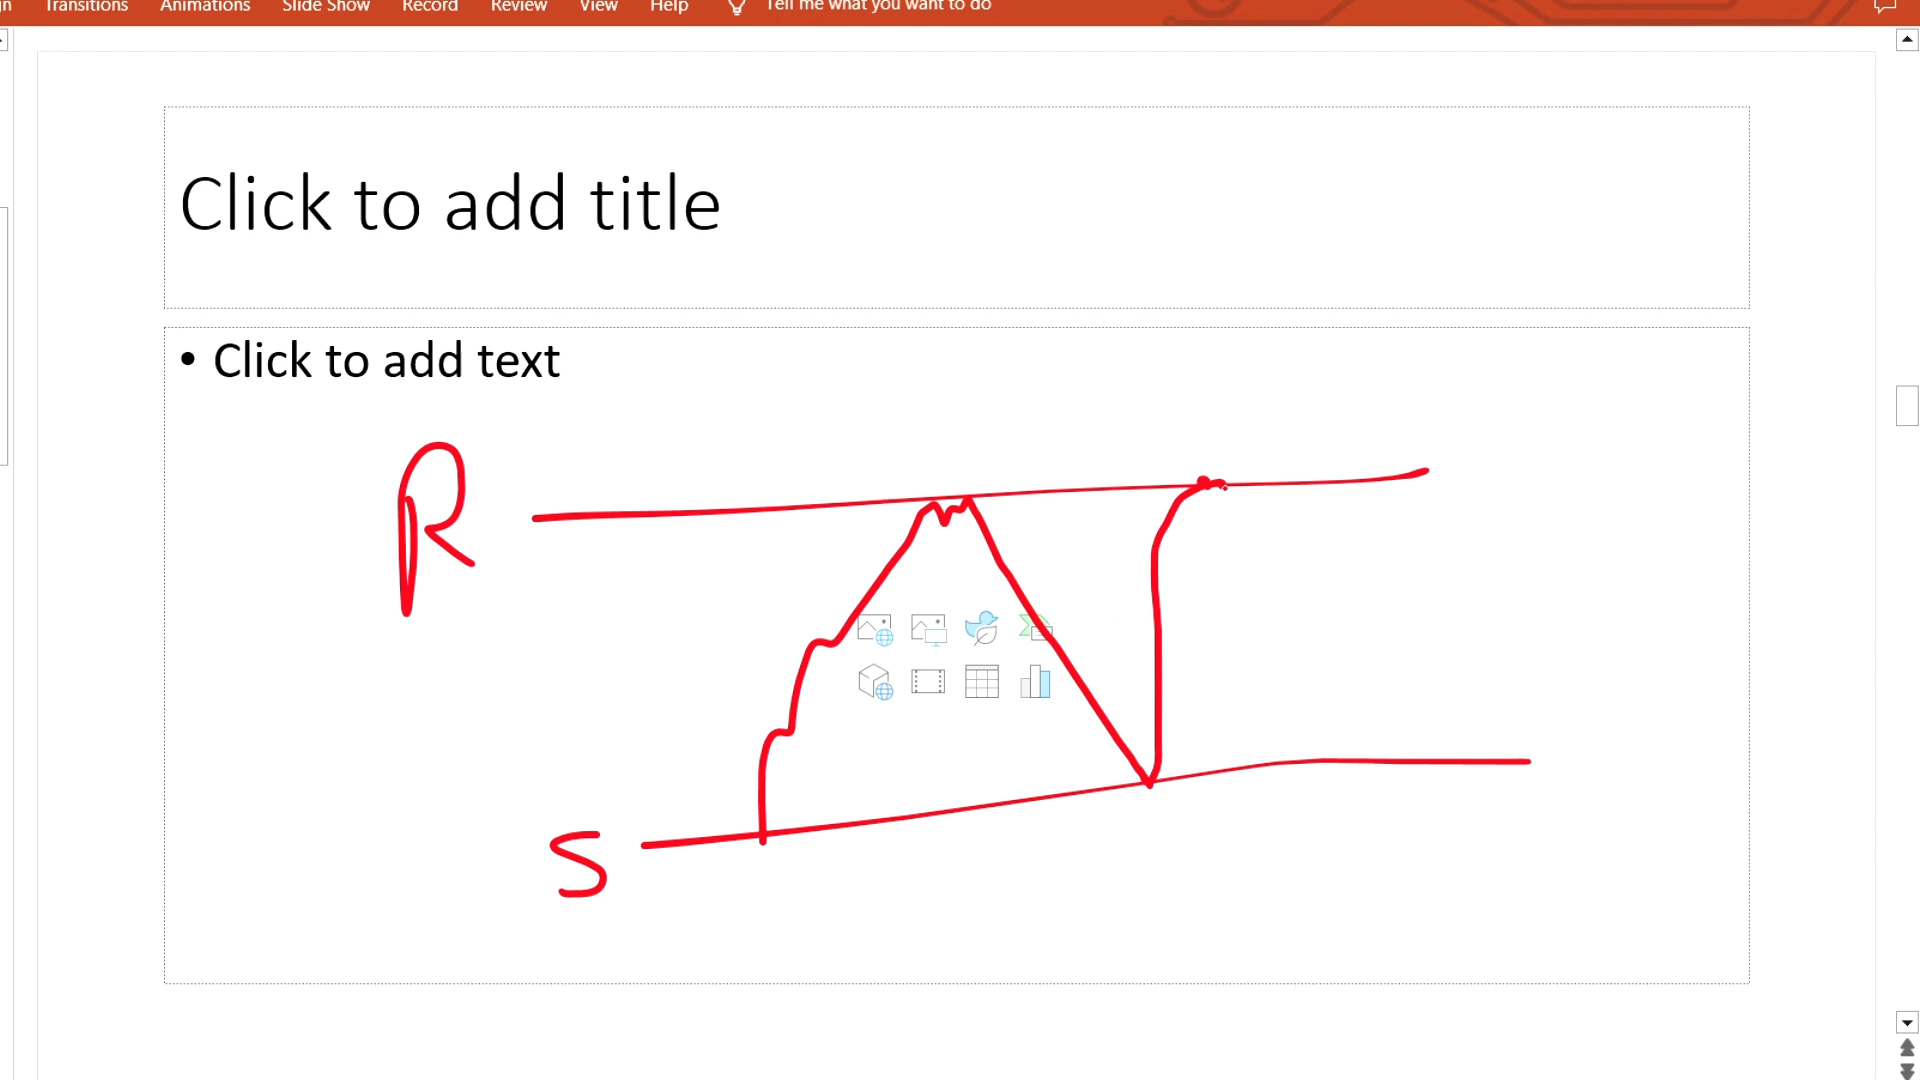 Transitions Animations Slide Show Record Review View Help Tell me what you want to do
Click to add title
• Click to add text
R
S